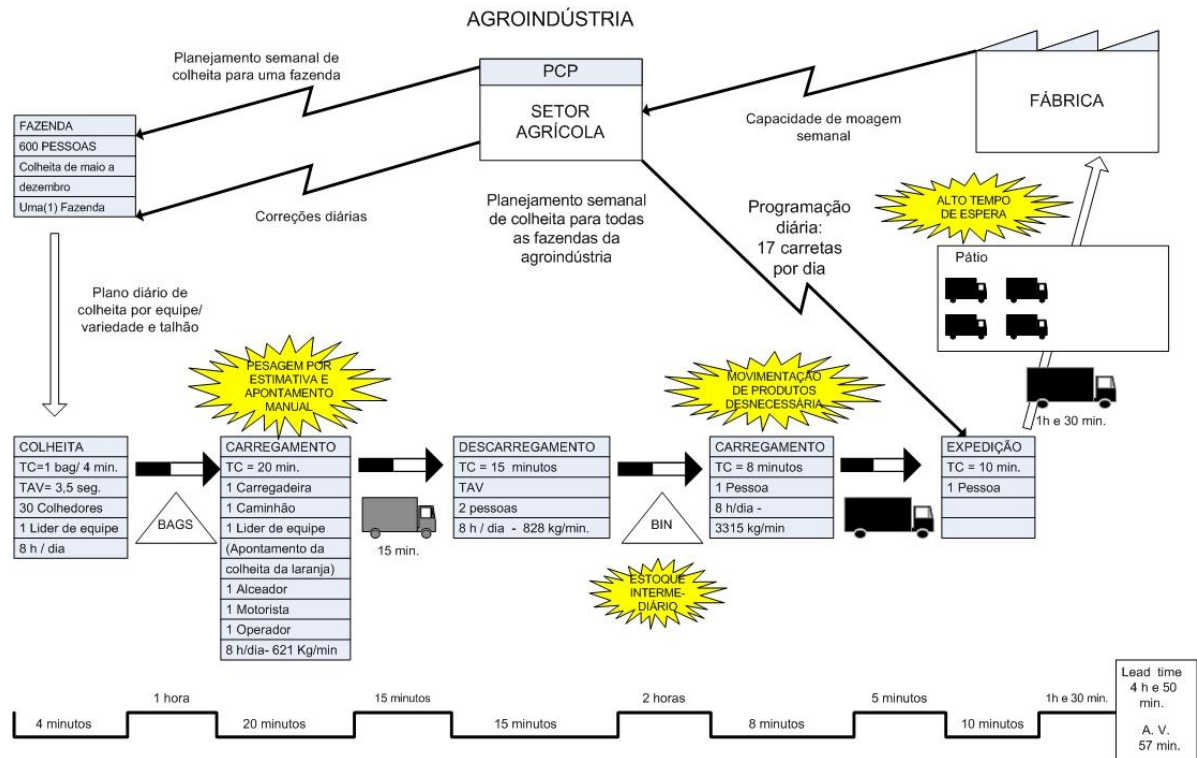 AGROINDÚSTRIA
Planejamento semanal de
colheita para uma fazenda
PCP
SETOR
AGRÍCOLA
FÁBRICA
Capacidade de moagem
semanal
FAZENDA
600 PESSOAS
Colheita de maio a
dezembro
Uma(1) Fazenda
Correções diárias
Planejamento semanal
de colheita para todas
as fazendas da
agroindústria
Programação
diária:
17 carretas
por dia
ALTO TEMPO
DE ESPERA
Pátio
Plano diário de
colheita por equipe/
variedade e talhão
PESAGEM POR
ESTIMATIVA E
APONTAMENTO
MANUAL
MOVIMENTAÇÃO
DE PRODUTOS
DESNECESSÁRIA
1h e 30 min.
COLHEITA
TC=1 bag/ 4 min.
TAV= 3,5 seg.
30 Colhedores
1 Lider de equipe
8 h / dia
BAGS
CARREGAMENTO
TC = 20 min.
1 Carregadeira
1 Caminhão
1 Lider de equipe
(Apontamento da
colheita da laranja)
1 Alceador
1 Motorista
1 Operador
8 h/dia- 621 Kg/min
15 min.
DESCARREGAMENTO
TC = 15 minutos
TAV
2 pessoas
8 h / dia - 828 kg/min.
BIN
ESTOQUE
INTERME-
DIÁRIO
CARREGAMENTO
TC = 8 minutos
1 Pessoa
8 h/dia -
3315 kg/min
EXPEDIÇÃO
TC = 10 min.
1 Pessoa
4 minutos
1 hora
20 minutos
15 minutos
15 minutos
2 horas
8 minutos
5 minutos
10 minutos
1h e 30 min.
Lead time
4 h e 50
min.
A. V.
57 min.